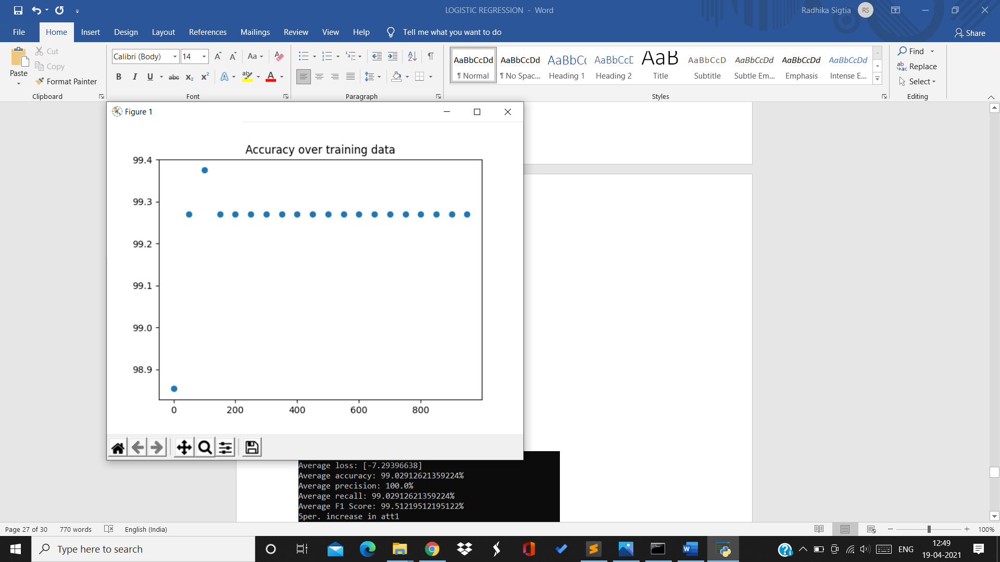 LOGISTIC REGRESSION - Word
Radhika Sigtia
RS
File
Home
Insert
Design
Layout
References
Mailings
Review
View
Help
Tell me what you want to do
Share
Paste
Cut
Copy
Format Painter
Clipboard
Calibri (Body)
14
Aa
B I U abc x₂ x² A ab A
Font
Paragraph
AaBbCcDd
¶ Normal
AaBbCcDd
¶ No Spac...
AaBbCc
Heading 1
AaBbCcD
Heading 2
AaB
Title
AaBbCcD
Subtitle
AaBbCcDd
Subtle Em...
AaBbCcDd
Emphasis
AaBbCcDd
Intense E...
Styles
Find
Replace
Select
Editing
Figure 1
Accuracy over training data
99.4
99.3
99.2
99.1
99.0
98.9
0 200 400 600 800
Average loss: [-7.29396638]
Average accuracy: 99.02912621359224%
Average precision: 100.0%
Average recall: 99.02912621359224%
Average F1 Score: 99.51219512195122%
5per. increase in att1
Page 27 of 30
770 words
English (India)
100%
Type here to search
ENG
12:49
19-04-2021